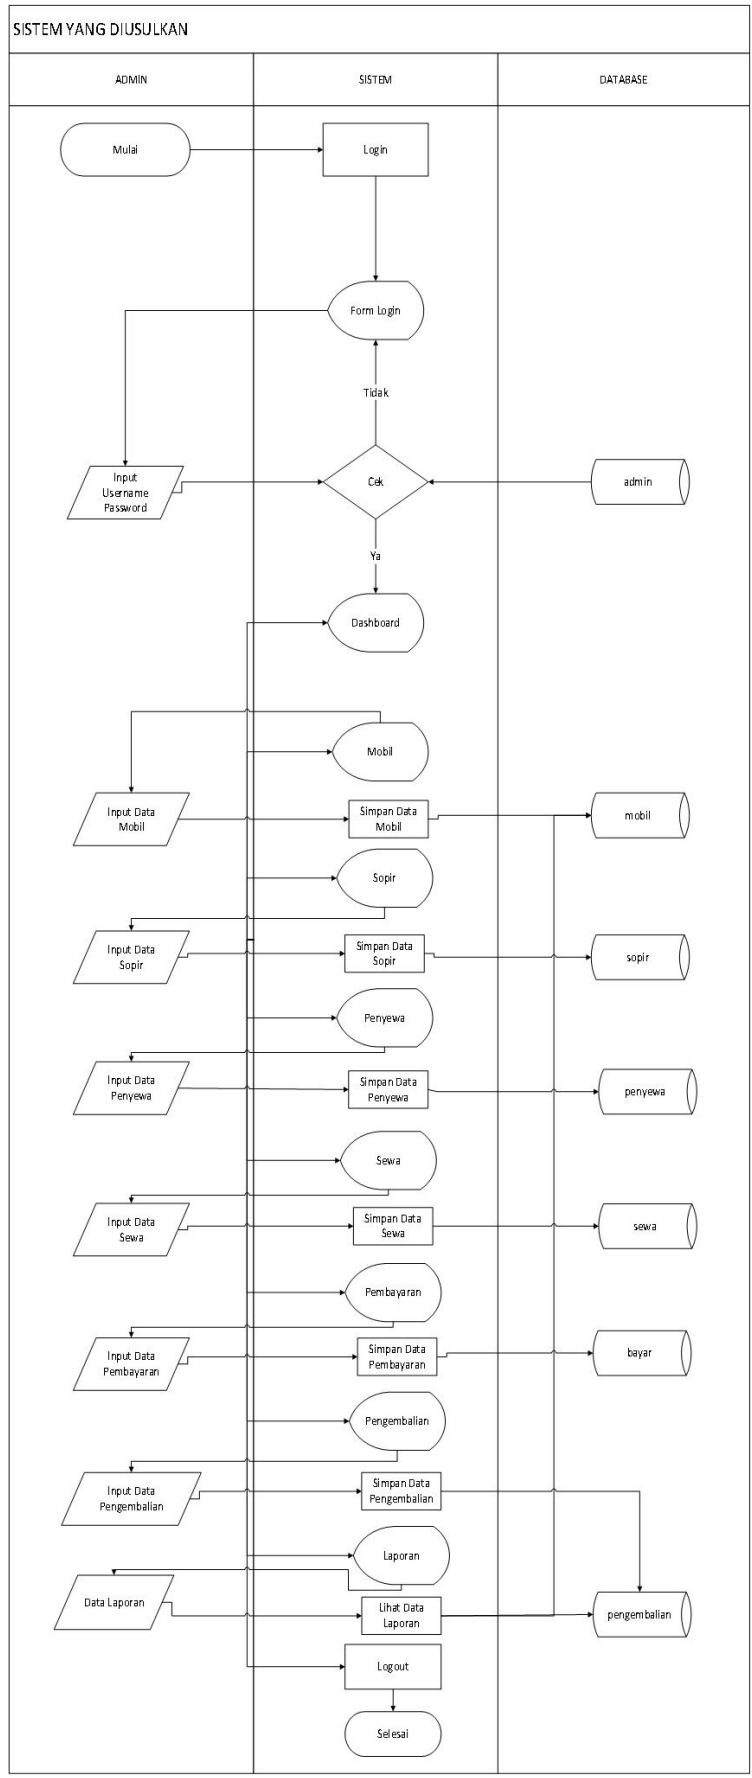 SISTEM YANG DIUSULKAN
ADMIN
SISTEM
DATABASE
Mulai
Login
Form Login
Tidak
Input
Username
Password
Cek
admin
Ya
Dashboard
Mobil
Input Data
Mobil
Simpan Data
Mobil
mobil
Sopir
Input Data
Sopir
Simpan Data
Sopir
sopir
Penyewa
Input Data
Penyewa
Simpan Data
Penyewa
penyewa
Sewa
Input Data
Sewa
Simpan Data
Sewa
sewa
Pembayaran
Input Data
Pembayaran
Simpan Data
Pembayaran
bayar
Pengembalian
Input Data
Pengembalian
Simpan Data
Pengembalian
Laporan
Data Laporan
Lihat Data
Laporan
pengembalian
Logout
Selesai